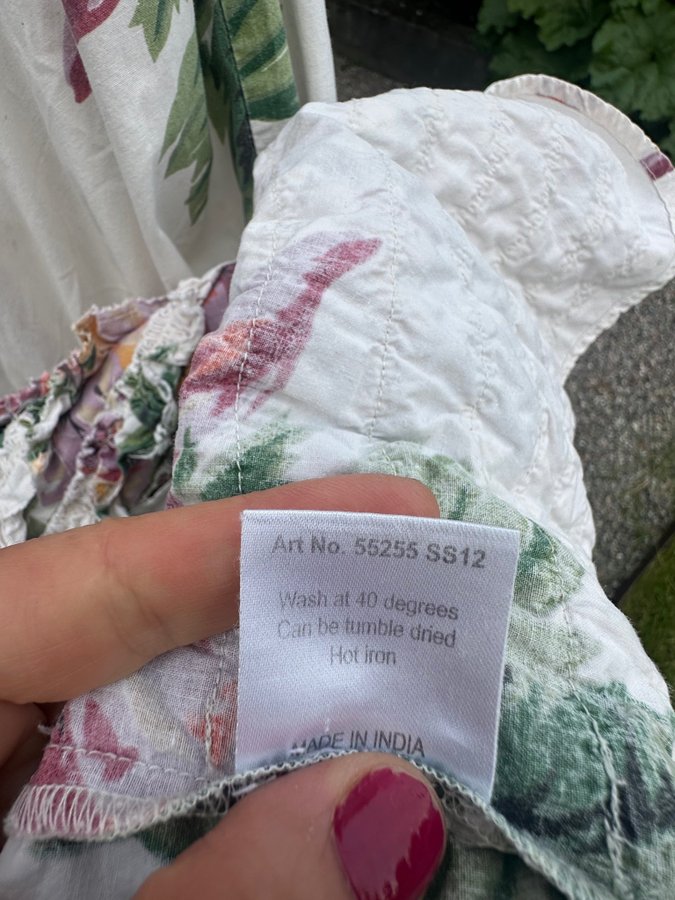 Art No. 55255 SS12
Wash at 40 degrees
Can be tumble dried
Hot iron
MADE IN INDIA